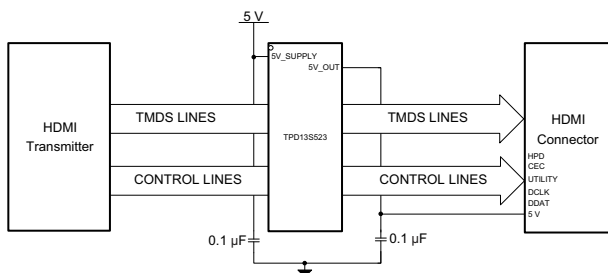 5 V
5V_SUPPLY
5V_OUT
HDMI
Transmitter
TMDS LINES
TPD13S523
TMDS LINES
HDMI
Connector
CONTROL LINES
CONTROL LINES
HPD
CEC
UTILITY
DCLK
DDAT
5 V
0.1 µF
0.1 µF